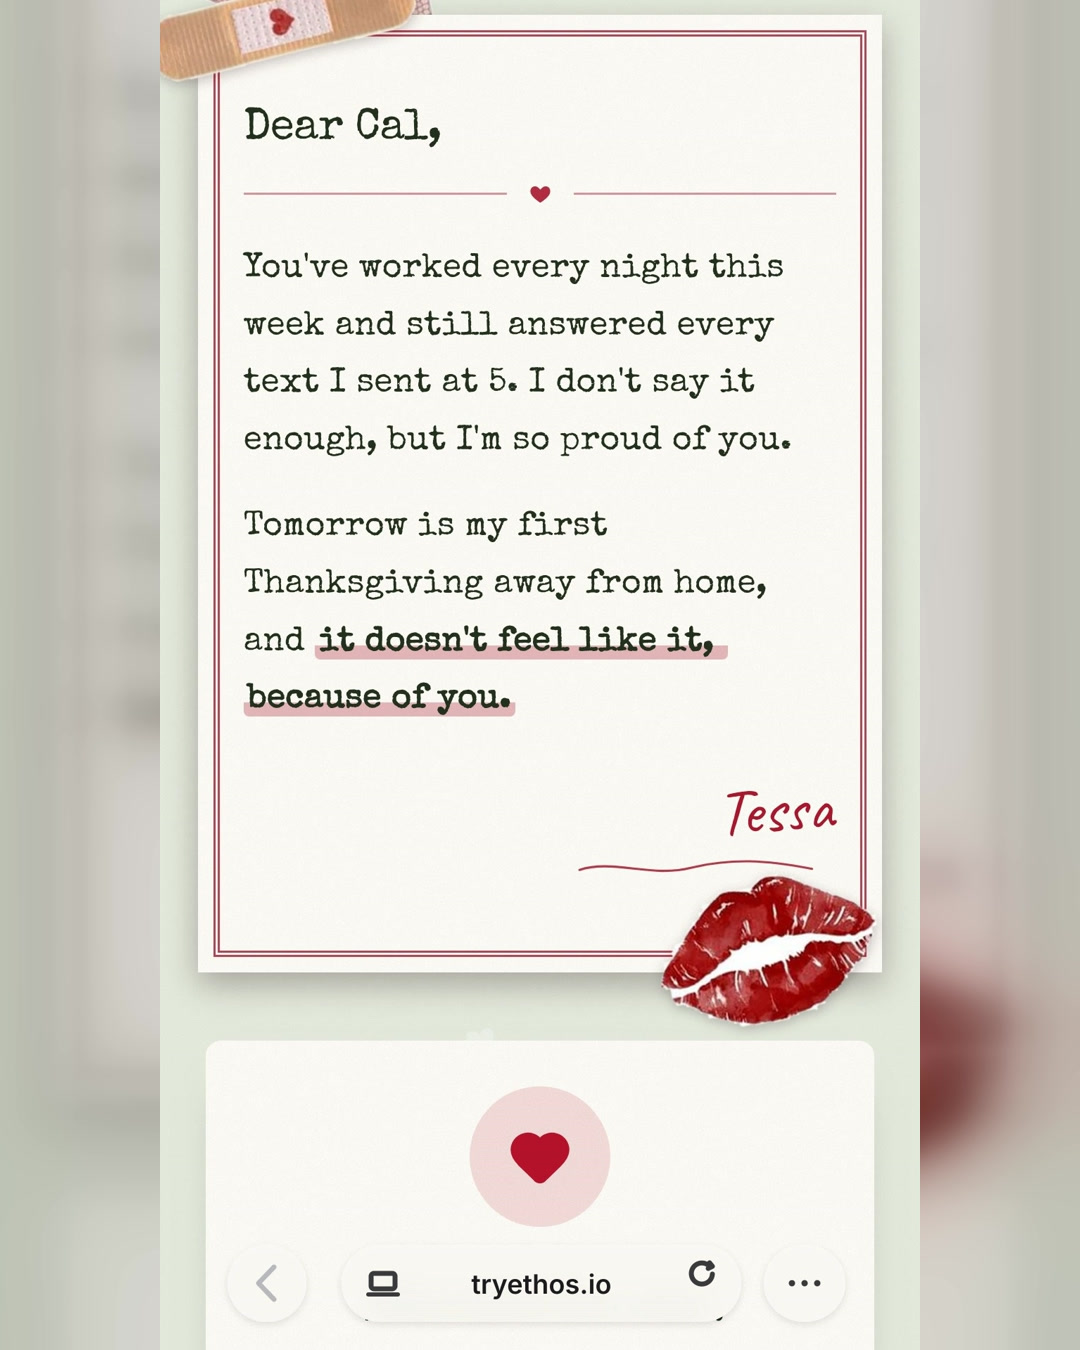 Dear Cal,
You've worked every night this
week and still answered every
text I sent at 5. I don't say it
enough, but I'm so proud of you.
Tomorrow is my first
Thanksgiving away from home,
and it doesn't feel like it,
because of you.
Tessa
tryethos.io